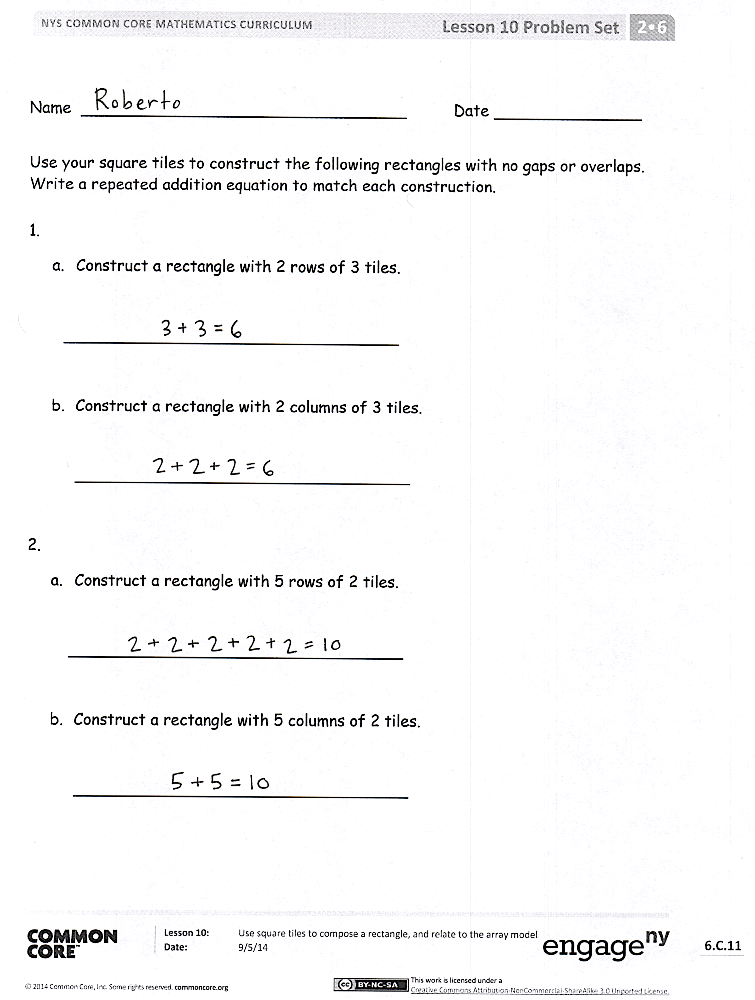 NYS COMMON CORE MATHEMATICS CURRICULUM
Lesson 10 Problem Set 2•6
Name Roberto
Date
Use your square tiles to construct the following rectangles with no gaps or overlaps.
Write a repeated addition equation to match each construction.
1.
a. Construct a rectangle with 2 rows of 3 tiles.
3 + 3 = 6
b. Construct a rectangle with 2 columns of 3 tiles.
2 + 2 + 2 = 6
2.
a. Construct a rectangle with 5 rows of 2 tiles.
2 + 2 + 2 + 2 + 2 = 10
b. Construct a rectangle with 5 columns of 2 tiles.
5 + 5 = 10
COMMON
CORE™
Lesson 10: Use square tiles to compose a rectangle, and relate to the array model
Date: 9/5/14
engage ny
6.C.11
© 2014 Common Core, Inc. Some rights reserved. commoncore.org
cc BY-NC-SA
This work is licensed under a
Creative Commons Attribution-NonCommercial-ShareAlike 3.0 Unported License.